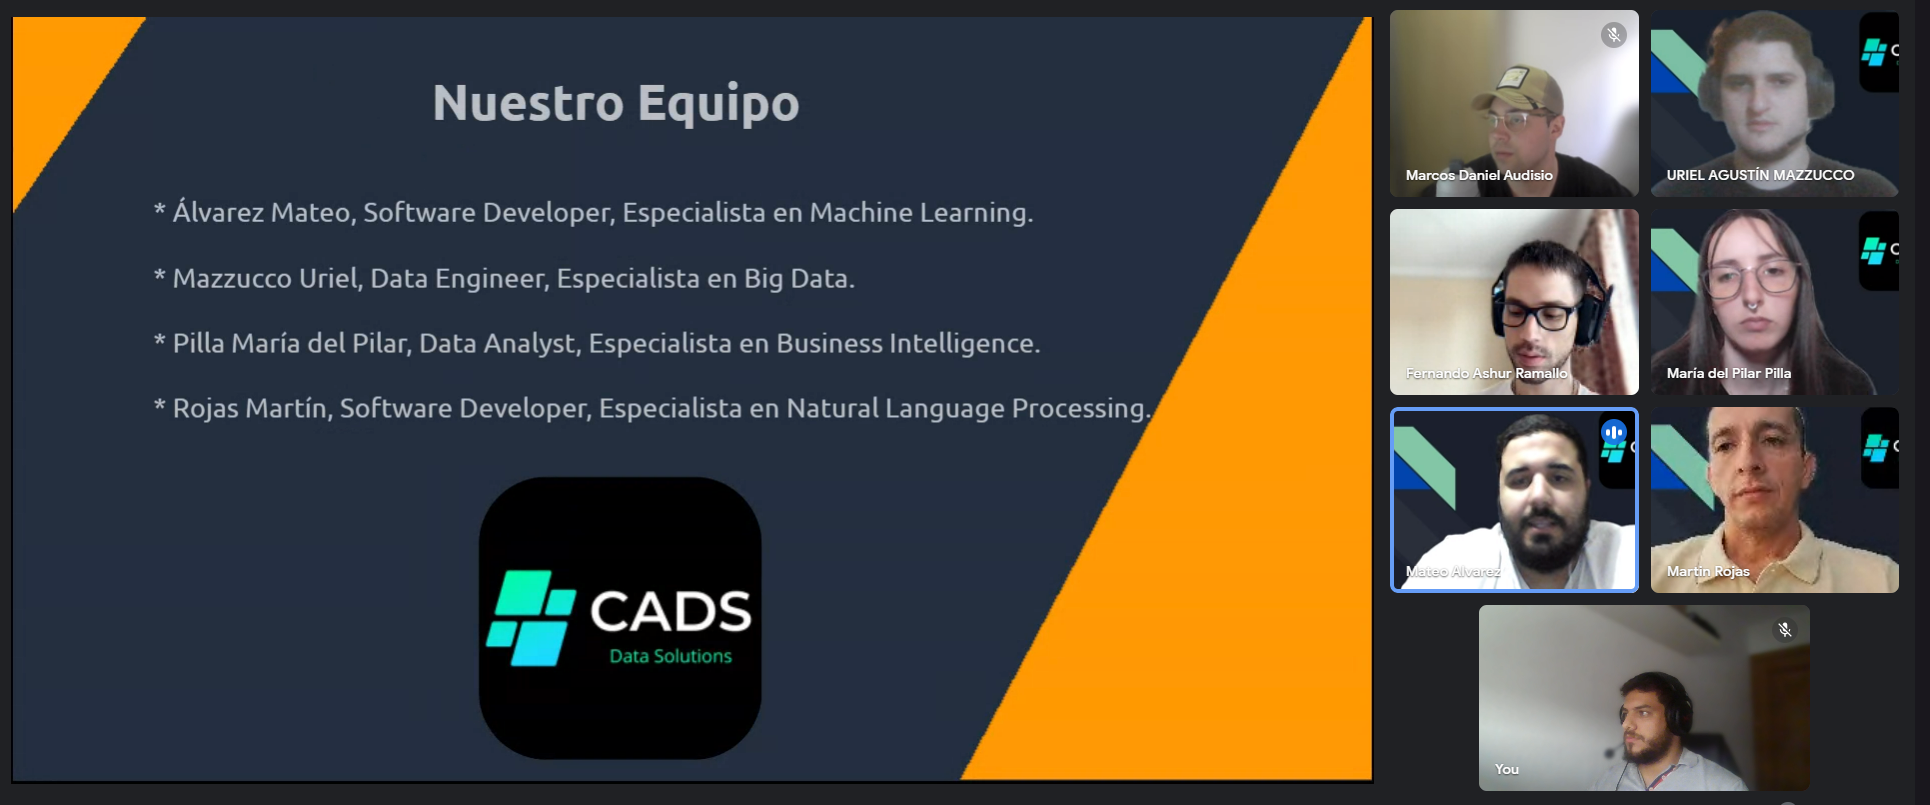 Nuestro Equipo
* Álvarez Mateo, Software Developer, Especialista en Machine Learning.
* Mazzucco Uriel, Data Engineer, Especialista en Big Data.
* Pilla María del Pilar, Data Analyst, Especialista en Business Intelligence.
* Rojas Martín, Software Developer, Especialista en Natural Language Processing.
CADS
Data Solutions
Marcos Daniel Audisio
URIEL AGUSTÍN MAZZUCCO
Fernando Ashur Ramallo
María del Pilar Pilla
Mateo Alvarez
Martin Rojas
You